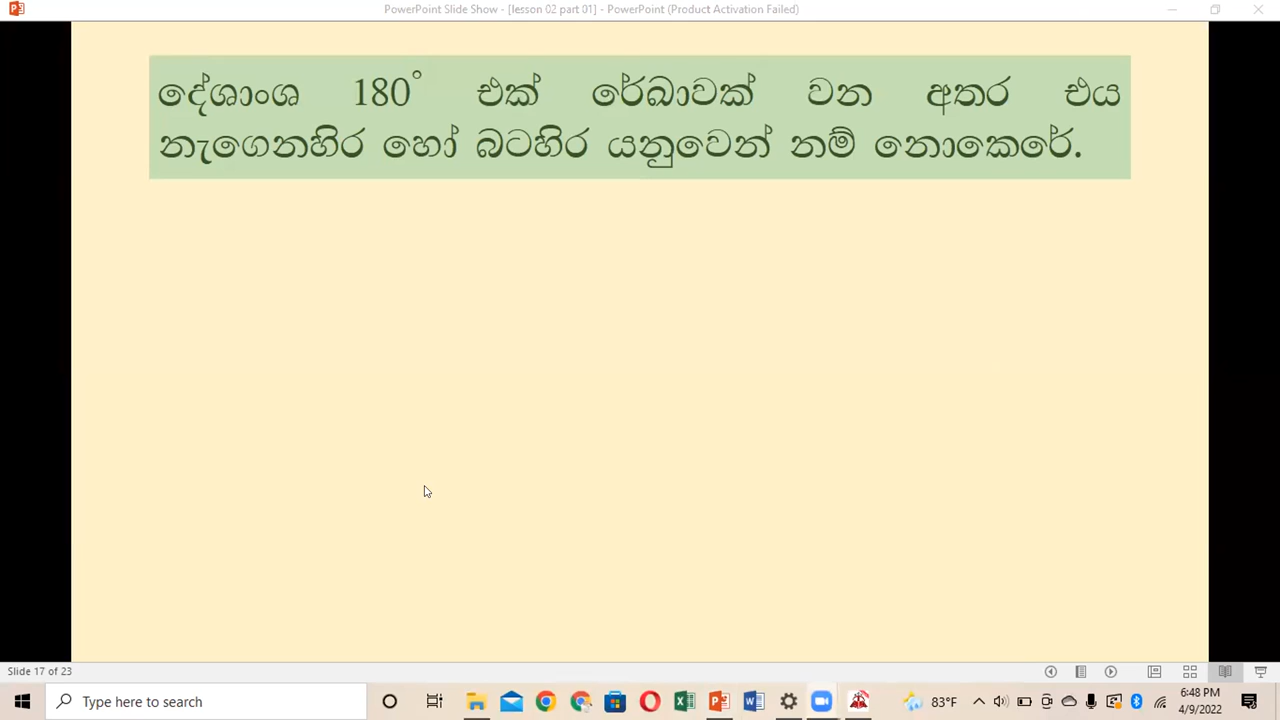 PowerPoint Slide Show - [lesson 02 part 01] - PowerPoint (Product Activation Failed)
දේශාංශ 180° එක් රේඛාවක් වන අතර එය
නැගෙනහිර හෝ බටහිර යනුවෙන් නම් නොකෙරේ.
Slide 17 of 23
Type here to search
83°F
6:48 PM
4/9/2022